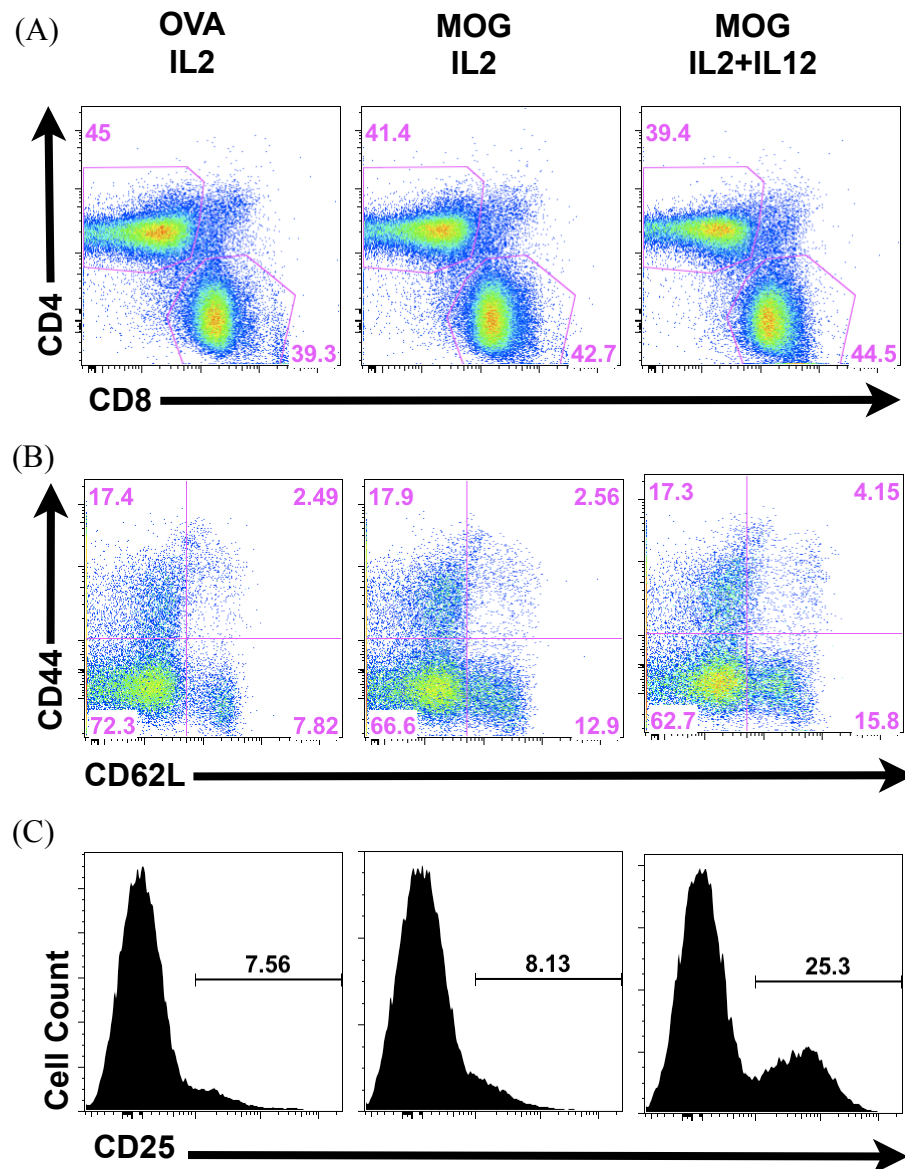 (A)
OVA
IL2
MOG
IL2
MOG
IL2+IL12
45
41.4
39.4
CD4
39.3
42.7
44.5
CD8
(B)
17.4
2.49
17.9
2.56
17.3
4.15
CD44
72.3
7.82
66.6
12.9
62.7
15.8
CD62L
(C)
7.56
8.13
25.3
Cell Count
CD25